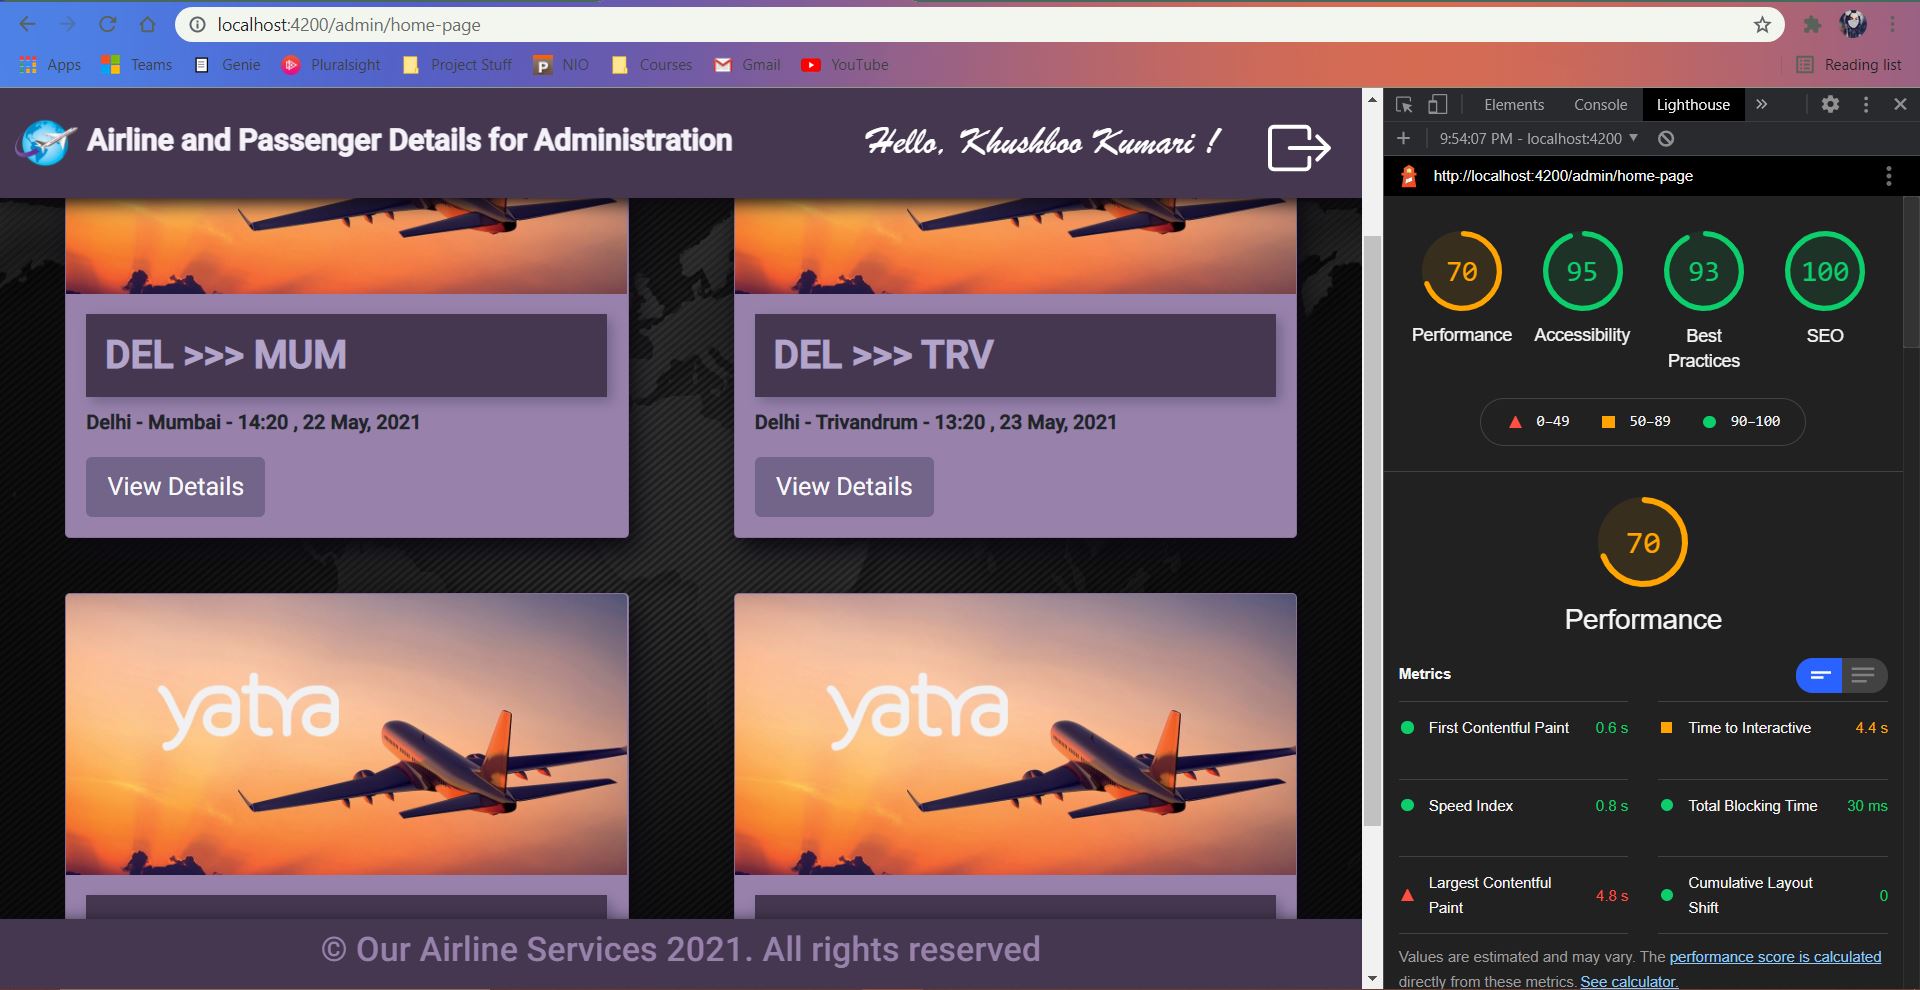 localhost:4200/admin/home-page
Apps Teams Genie Pluralsight Project Stuff NIO Courses Gmail YouTube Reading list
Airline and Passenger Details for Administration
Hello, Khushboo Kumari !
DEL >>> MUM
Delhi - Mumbai - 14:20 , 22 May, 2021
View Details
DEL >>> TRV
Delhi - Trivandrum - 13:20 , 23 May, 2021
View Details
yatra
yatra
© Our Airline Services 2021. All rights reserved
Elements Console Lighthouse
9:54:07 PM - localhost:4200
http://localhost:4200/admin/home-page
70 95 93 100
Performance Accessibility Best Practices SEO
0–49 50–89 90–100
70
Performance
Metrics
First Contentful Paint 0.6 s
Time to Interactive 4.4 s
Speed Index 0.8 s
Total Blocking Time 30 ms
Largest Contentful Paint 4.8 s
Cumulative Layout Shift 0
Values are estimated and may vary. The performance score is calculated
directly from these metrics. See calculator.